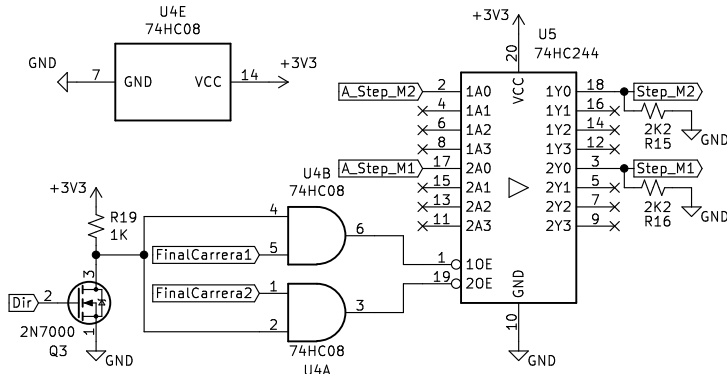 U4E
74HC08
GND
7
GND
VCC
14
+3V3
+3V3
U5
74HC244
20
VCC
A_Step_M2
2
1A0
1Y0
18
Step_M2
4
1A1
1Y1
16
6
1A2
1Y2
14
2K2
R15
GND
8
1A3
1Y3
12
A_Step_M1
17
2A0
2Y0
3
Step_M1
15
2A1
2Y1
5
13
2A2
2Y2
7
2K2
R16
GND
11
2A3
2Y3
9
U4B
74HC08
+3V3
R19
1K
4
FinalCarrera1
5
6
1
1OE
FinalCarrera2
1
19
2OE
3
2
GND
10
GND
3
Dir
2
1
2N7000
Q3
GND
74HC08
U4A